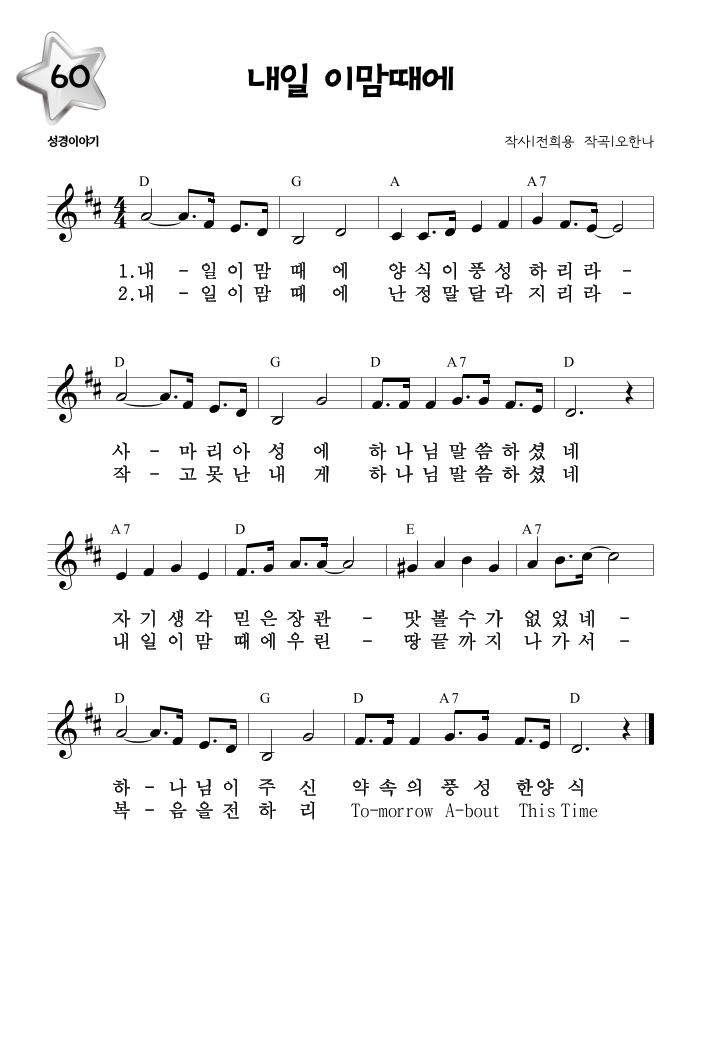 60
내일 이맘때에
성경이야기
작사|전희용 작곡|오한나
D G A A7
4
4
1.내 - 일 이 맘 때 에 양 식 이 풍 성 하 리 라 -
2.내 - 일 이 맘 때 에 난 정 말 달 라 지 리 라 -
D G D A7 D
사 - 마 리 아 성 에 하 나 님 말 씀 하 셨 네
작 - 고 못 난 내 게 하 나 님 말 씀 하 셨 네
A7 D E A7
자 기 생 각 믿 은 장 관 - 맛 볼 수 가 없 었 네 -
내 일 이 맘 때 에 우 린 - 땅 끝 까 지 나 가 서 -
D G D A7 D
하 - 나 님 이 주 신 약 속 의 풍 성 한 양 식
복 - 음 을 전 하 리 To-morrow A-bout This Time